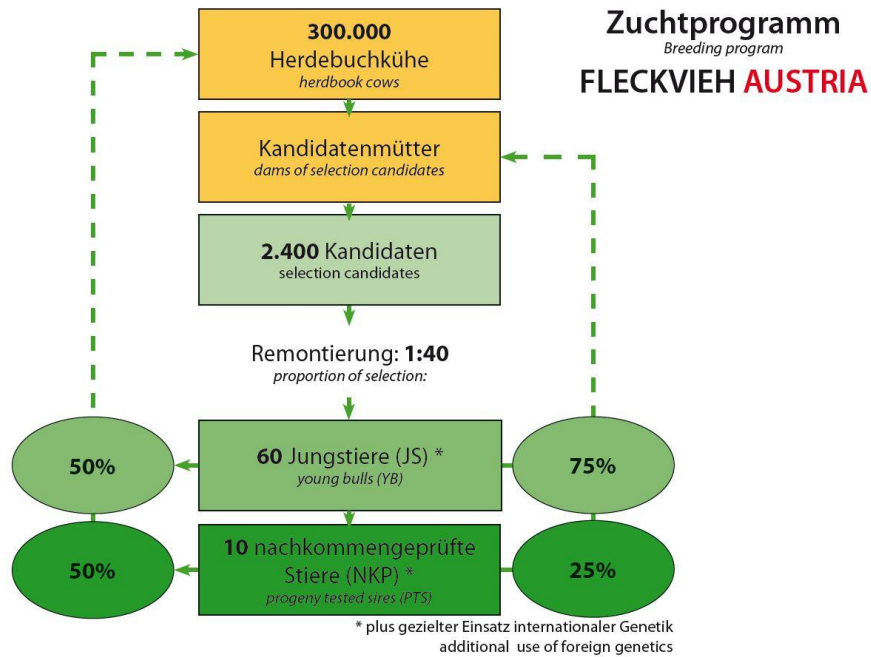 Zuchtprogramm
Breeding program
FLECKVIEH AUSTRIA
300.000
Herdebuchkühe
herdbook cows
Kandidatenmütter
dams of selection candidates
2.400 Kandidaten
selection candidates
Remontierung: 1:40
proportion of selection:
50%
60 Jungstiere (JS) *
young bulls (YB)
75%
50%
10 nachkommengeprüfte
Stiere (NKP) *
progeny tested sires (PTS)
25%
* plus gezielter Einsatz internationaler Genetik
additional use of foreign genetics